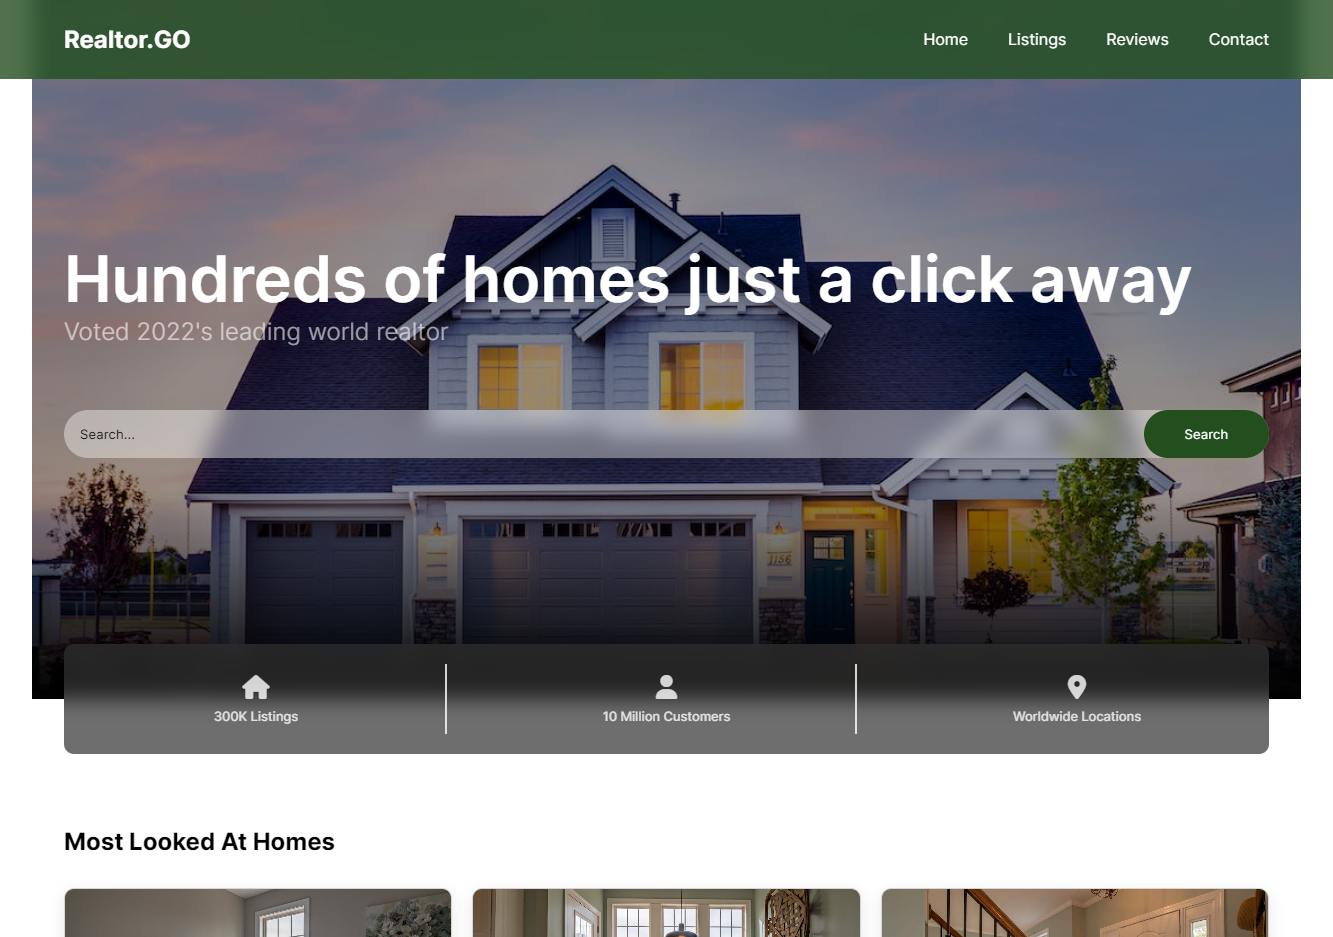 Realtor.GO
Home Listings Reviews Contact
Hundreds of homes just a click away
Voted 2022's leading world realtor
Search...
Search
1156
300K Listings
10 Million Customers
Worldwide Locations
Most Looked At Homes